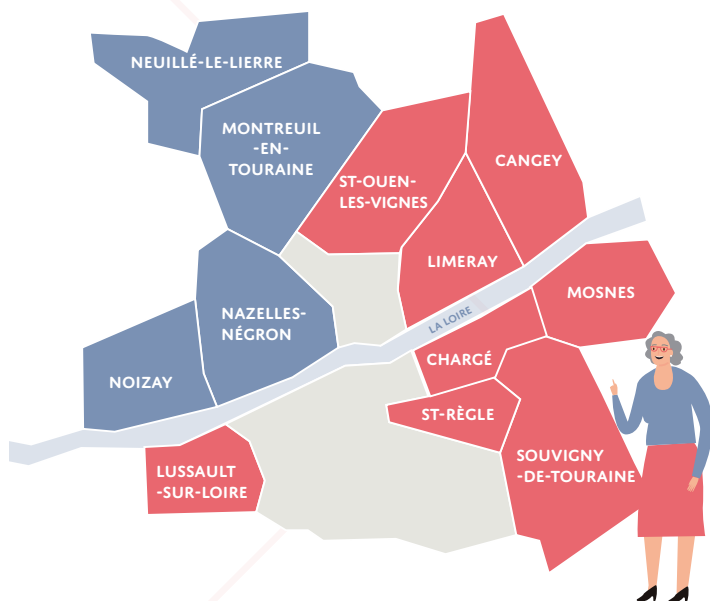 NEUILLÉ-LE-LIERRE
MONTREUIL
-EN-
TOURAINE
ST-OUEN-
LES-VIGNES
CANGEY
LIMERAY
MOSNES
NAZELLES-
NÉGRON
LA LOIRE
CHARGÉ
NOIZAY
ST-RÈGLE
LUSSAULT
-SUR-LOIRE
SOUVIGNY
-DE-TOURAINE